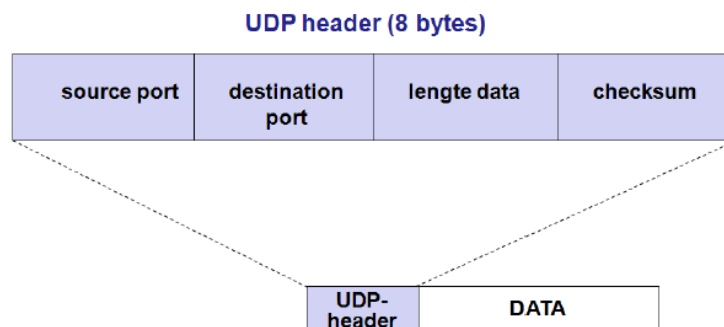 UDP header (8 bytes)
source port
destination
port
lengte data
checksum
UDP-
header
DATA